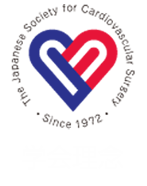 The Japanese Society for Cardiovascular Surgery
• Since 1972 •